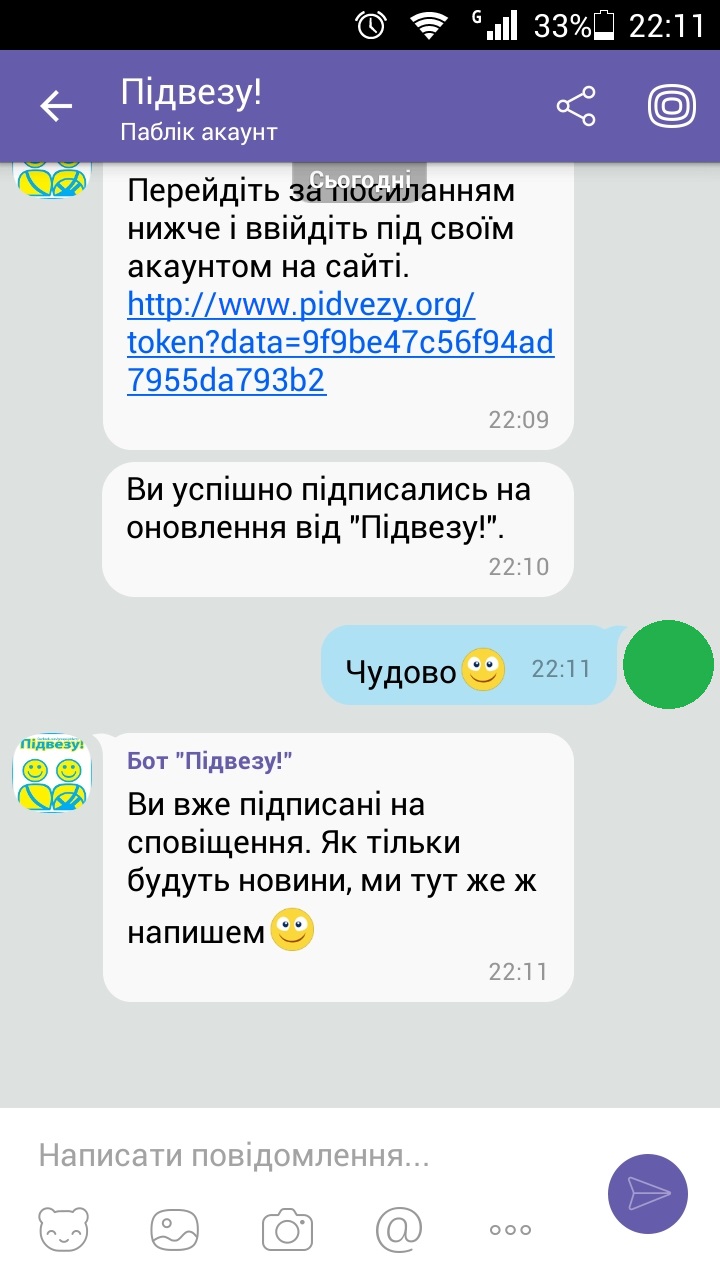 G
33%
22:11
Підвезу!
Паблік акаунт
Сьогодні
Перейдіть за посиланням
нижче і ввійдіть під своїм
акаунтом на сайті.
http://www.pidvezy.org/
token?data=9f9be47c56f94ad
7955da793b2
22:09
Ви успішно підписались на
оновлення від "Підвезу!".
22:10
Чудово
22:11
Підвезу!
Бот "Підвезу!"
Ви вже підписані на
сповіщення. Як тільки
будуть новини, ми тут же ж
напишем
22:11
Написати повідомлення...